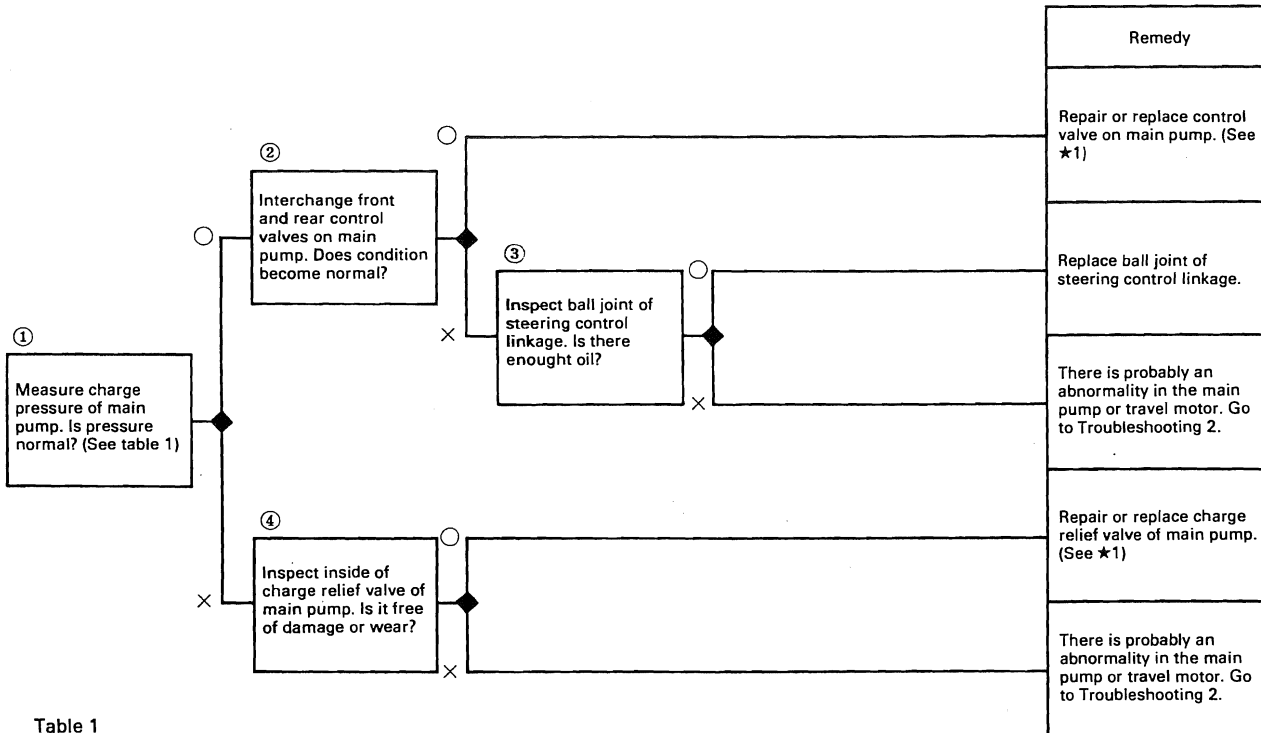 ①
Measure charge
pressure of main
pump. Is pressure
normal? (See table 1)
②
Interchange front
and rear control
valves on main
pump. Does condition
become normal?
③
Inspect ball joint of
steering control
linkage. Is there
enought oil?
④
Inspect inside of
charge relief valve of
main pump. Is it free
of damage or wear?
○
×
○
×
○
×
○
×
Remedy
Repair or replace control
valve on main pump. (See
★1)
Replace ball joint of
steering control linkage.
There is probably an
abnormality in the main
pump or travel motor. Go
to Troubleshooting 2.
Repair or replace charge
relief valve of main pump.
(See ★1)
There is probably an
abnormality in the main
pump or travel motor. Go
to Troubleshooting 2.
Table 1